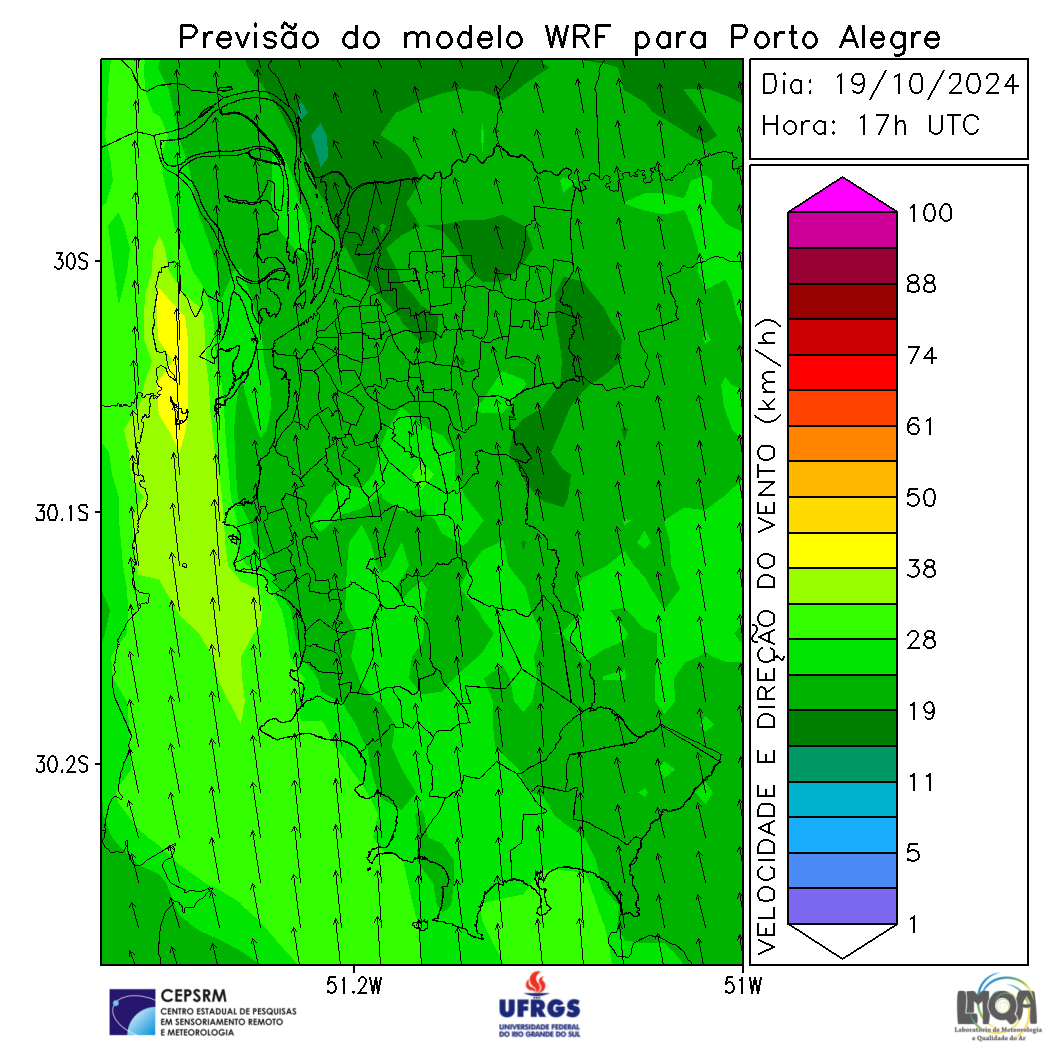 Previsão do modelo WRF para Porto Alegre
Dia: 19/10/2024
Hora: 17h UTC
30S
30.1S
30.2S
51.2W
51W
VELOCIDADE E DIREÇÃO DO VENTO (km/h)
100
88
74
61
50
38
28
19
11
5
1
CEPSRM
CENTRO ESTADUAL DE PESQUISAS
EM SENSORIAMENTO REMOTO
E METEOROLOGIA
UFRGS
UNIVERSIDADE FEDERAL
DO RIO GRANDE DO SUL
LMQA
Laboratório de Meteorologia
e Qualidade do Ar